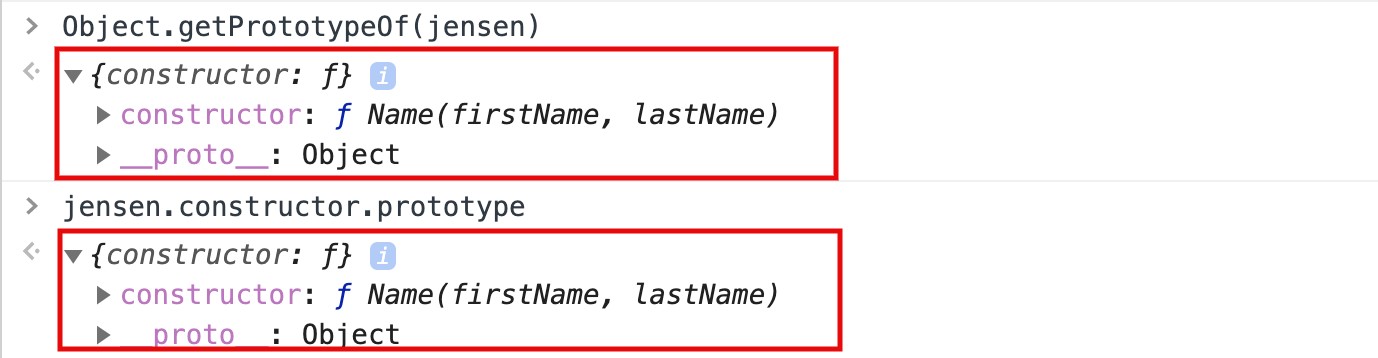 > Object.getPrototypeOf(jensen)
<· ▼{constructor: ƒ} i
▶constructor: ƒ Name(firstName, lastName)
▶__proto__: Object
> jensen.constructor.prototype
<· ▼{constructor: ƒ} i
▶constructor: ƒ Name(firstName, lastName)
▶__proto__: Object